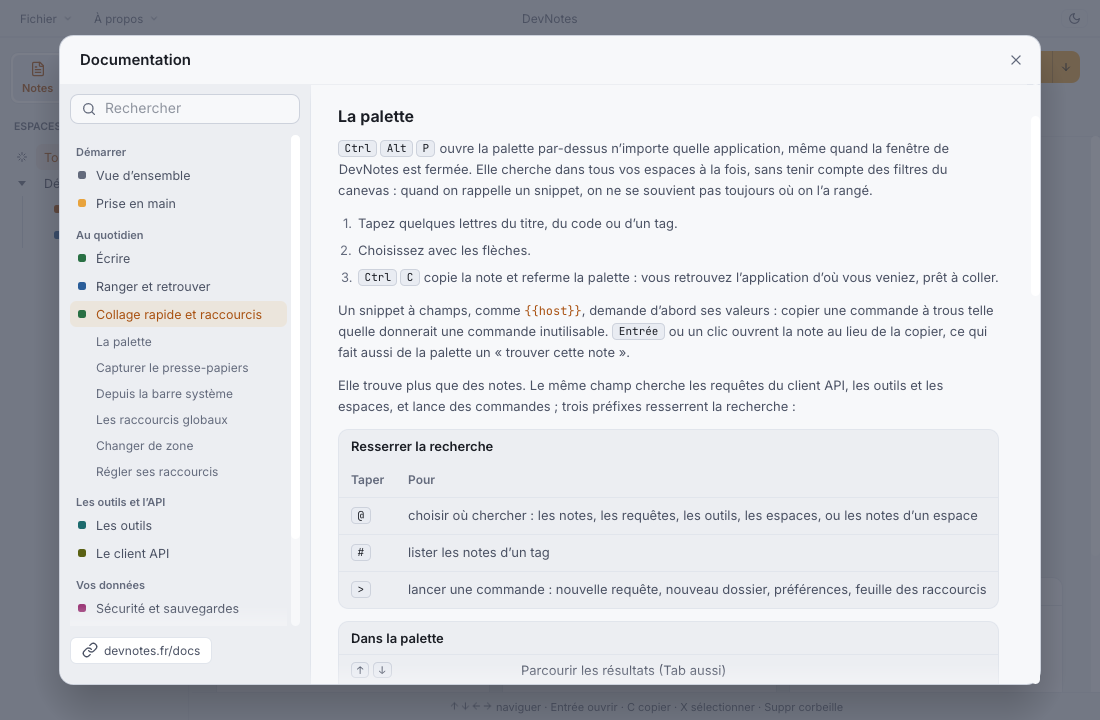 Fichier
À propos
DevNotes
Notes
ESPACES
To
Dé
Documentation
Rechercher
Démarrer
Vue d’ensemble
Prise en main
Au quotidien
Écrire
Ranger et retrouver
Collage rapide et raccourcis
La palette
Capturer le presse-papiers
Depuis la barre système
Les raccourcis globaux
Changer de zone
Régler ses raccourcis
Les outils et l’API
Les outils
Le client API
Vos données
Sécurité et sauvegardes
devnotes.fr/docs
La palette
Ctrl Alt P ouvre la palette par-dessus n’importe quelle application, même quand la fenêtre de
DevNotes est fermée. Elle cherche dans tous vos espaces à la fois, sans tenir compte des filtres du
canevas : quand on rappelle un snippet, on ne se souvient pas toujours où on l’a rangé.
1. Tapez quelques lettres du titre, du code ou d’un tag.
2. Choisissez avec les flèches.
3. Ctrl C copie la note et referme la palette : vous retrouvez l’application d’où vous veniez, prêt à coller.
Un snippet à champs, comme {{host}}, demande d’abord ses valeurs : copier une commande à trous telle
quelle donnerait une commande inutilisable. Entrée ou un clic ouvrent la note au lieu de la copier, ce qui
fait aussi de la palette un « trouver cette note ».
Elle trouve plus que des notes. Le même champ cherche les requêtes du client API, les outils et les
espaces, et lance des commandes ; trois préfixes resserrent la recherche :
Resserrer la recherche
Taper Pour
@ choisir où chercher : les notes, les requêtes, les outils, les espaces, ou les notes d’un espace
# lister les notes d’un tag
> lancer une commande : nouvelle requête, nouveau dossier, préférences, feuille des raccourcis
Dans la palette
↑ ↓ Parcourir les résultats (Tab aussi)
↑ ↓ ← → naviguer · Entrée ouvrir · C copier · X sélectionner · Suppr corbeille